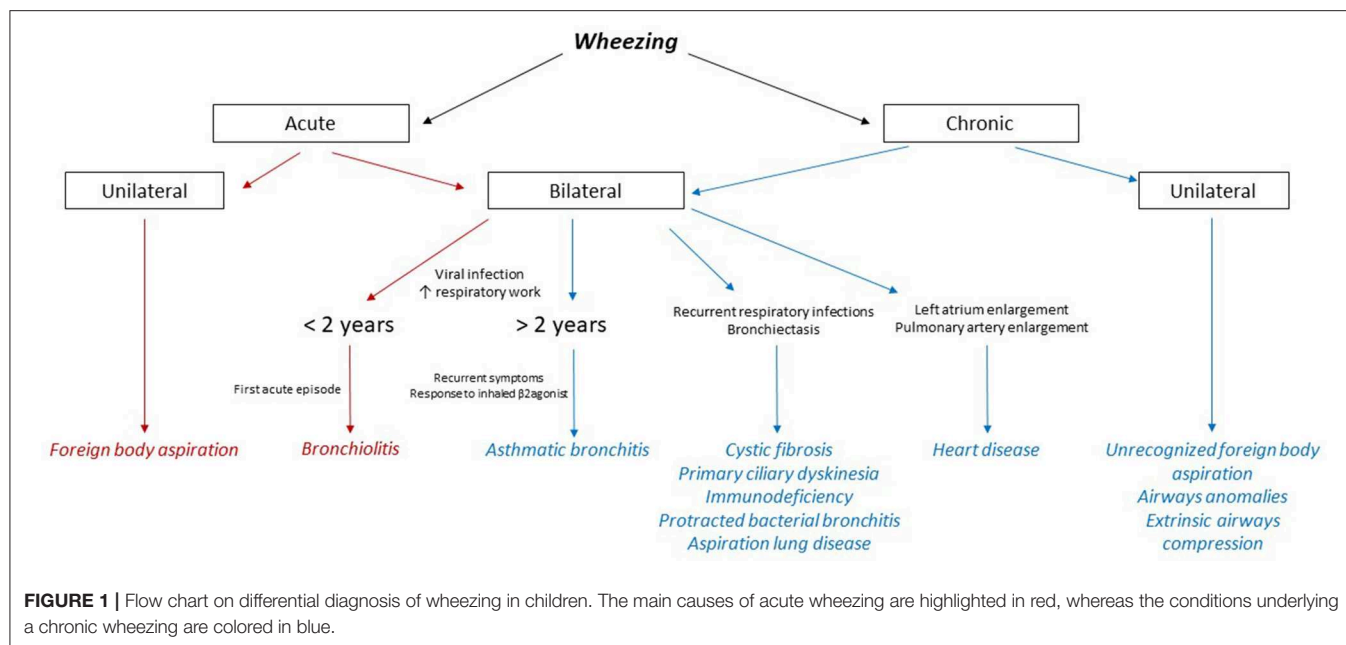 Wheezing
Acute
Chronic
Unilateral
Bilateral
Unilateral
Viral infection
↑ respiratory work
< 2 years
> 2 years
Recurrent respiratory infections
Bronchiectasis
Left atrium enlargement
Pulmonary artery enlargement
First acute episode
Recurrent symptoms
Response to inhaled β2agonist
Foreign body aspiration
Bronchiolitis
Asthmatic bronchitis
Cystic fibrosis
Primary ciliary dyskinesia
Immunodeficiency
Protracted bacterial bronchitis
Aspiration lung disease
Heart disease
Unrecognized foreign body
aspiration
Airways anomalies
Extrinsic airways
compression
FIGURE 1 | Flow chart on differential diagnosis of wheezing in children. The main causes of acute wheezing are highlighted in red, whereas the conditions underlying
a chronic wheezing are colored in blue.